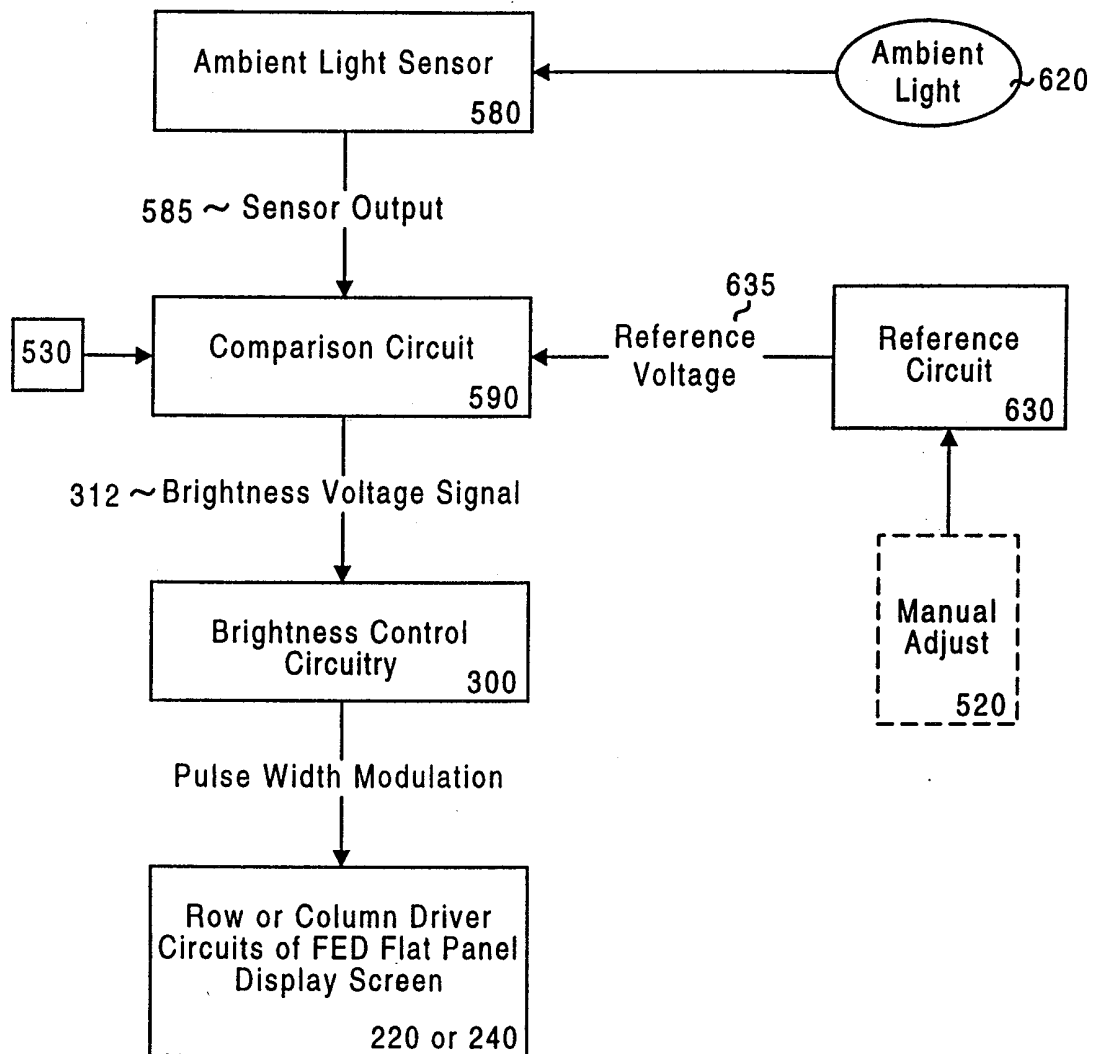 Ambient Light Sensor
580
Ambient
Light
~620
585 ~ Sensor Output
530
Comparison Circuit
590
635
~
Reference
Voltage
Reference
Circuit
630
312 ~ Brightness Voltage Signal
Brightness Control
Circuitry
300
Manual
Adjust
520
Pulse Width Modulation
Row or Column Driver
Circuits of FED Flat Panel
Display Screen
220 or 240